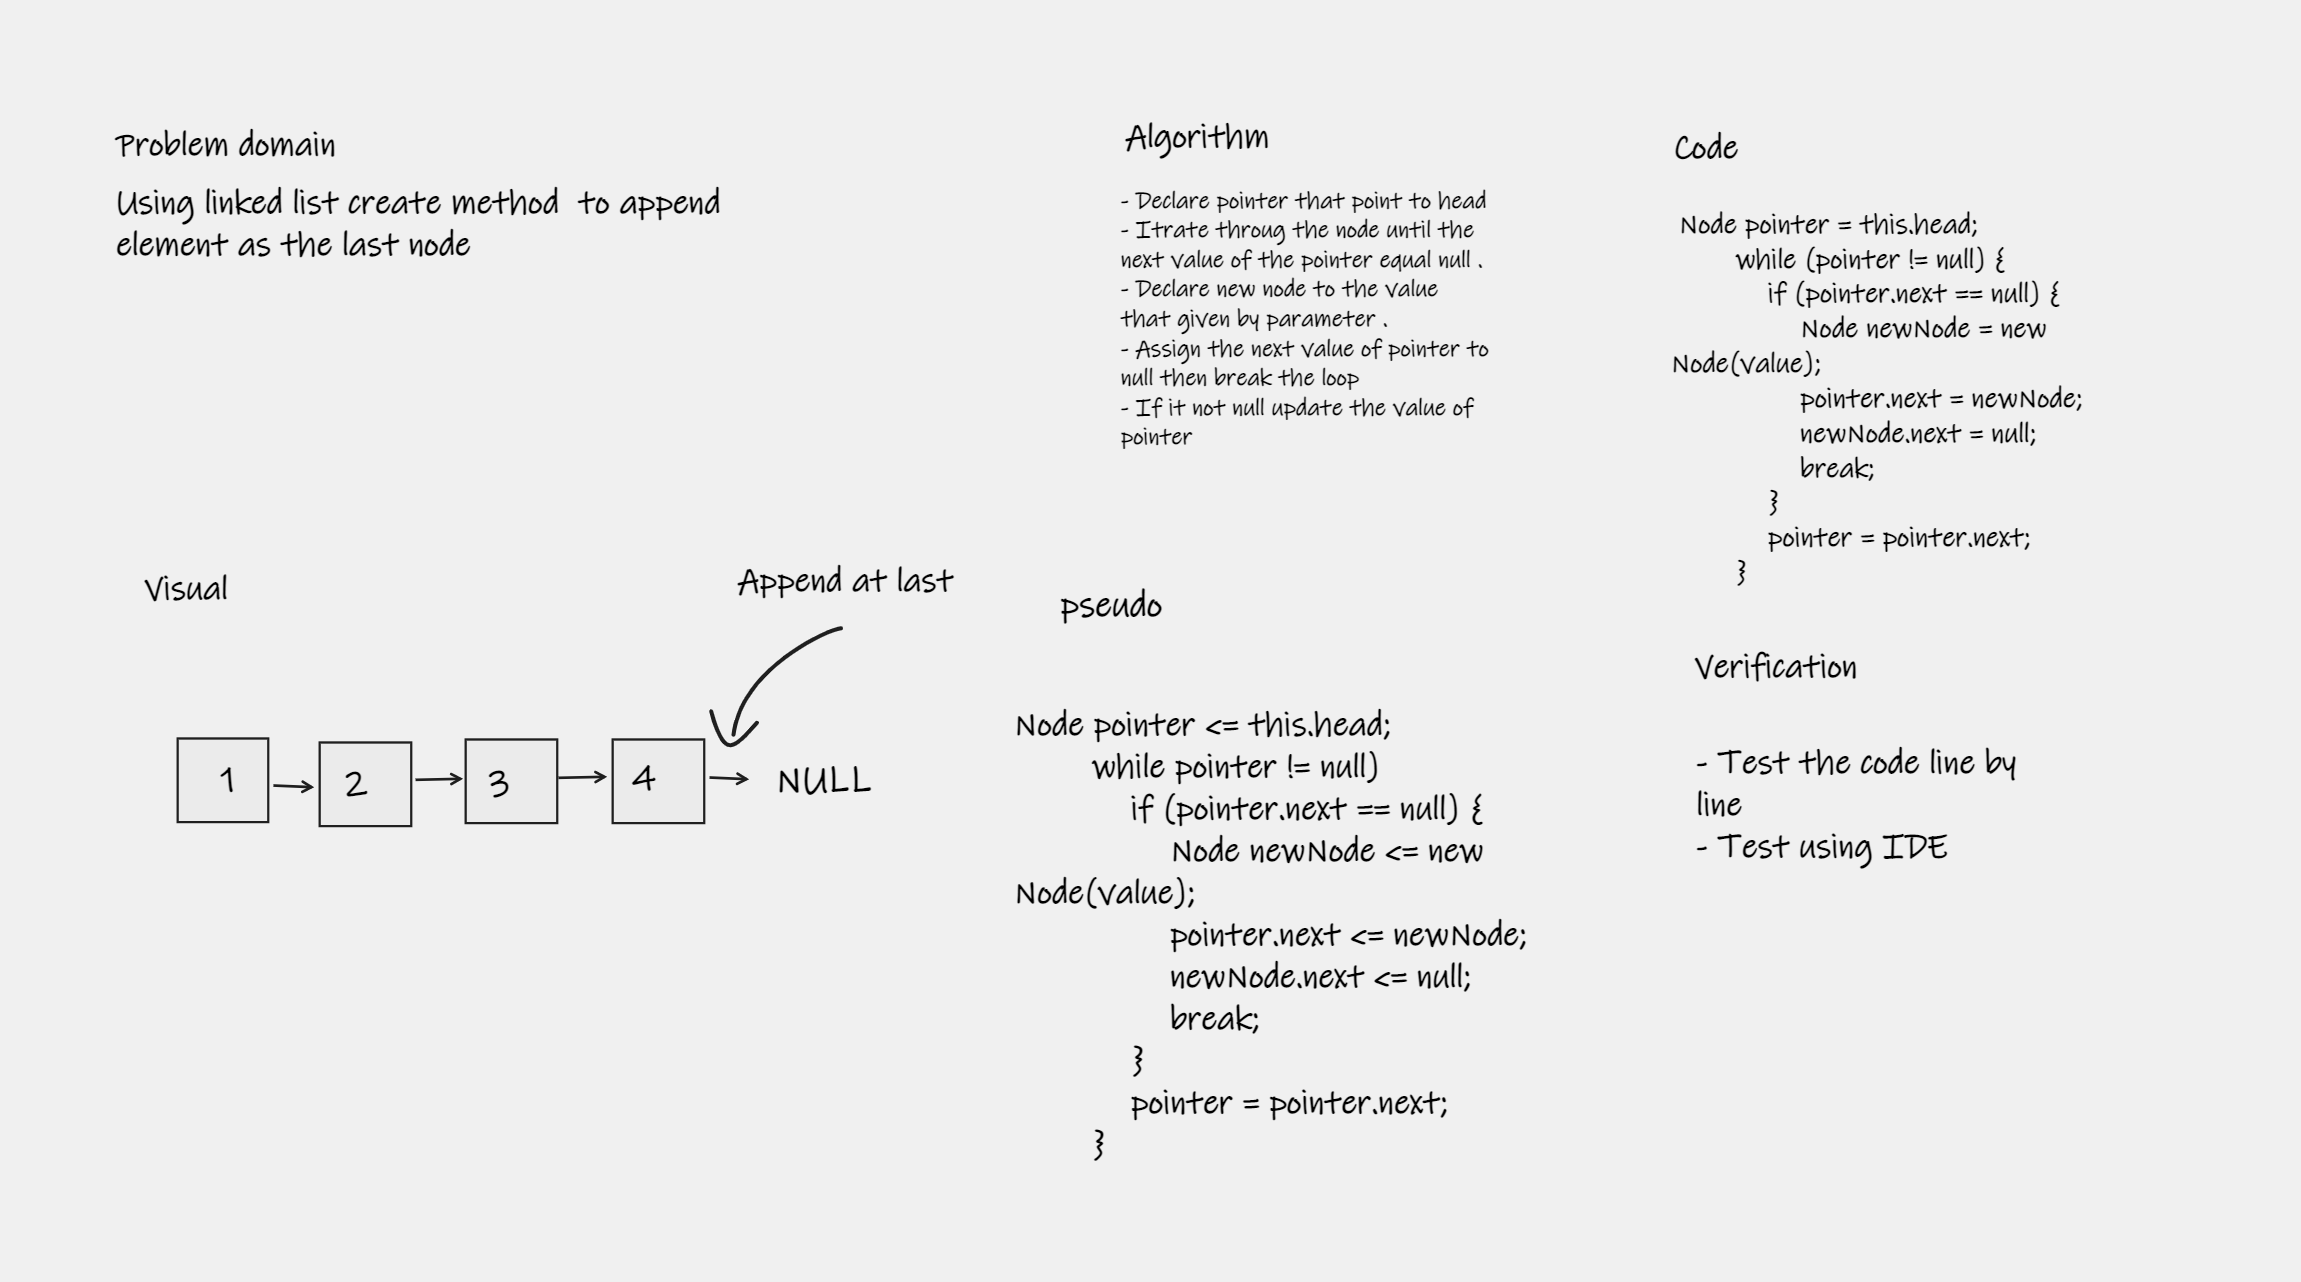 Problem domain
Using linked list create method  to append
element as the last node
Visual
Append at last
1
2
3
4
NULL
Algorithm
- Declare pointer that point to head
- Itrate throug the node until the
next value of the pointer equal null .
- Declare new node to the value
that given by parameter .
- Assign the next value of pointer to
null then break the loop
- If it not null update the value of
pointer
pseudo
Node pointer <= this.head;
while pointer != null)
if (pointer.next == null) {
Node newNode <= new
Node(value);
pointer.next <= newNode;
newNode.next <= null;
break;
}
pointer = pointer.next;
}
Code
Node pointer = this.head;
while (pointer != null) {
if (pointer.next == null) {
Node newNode = new
Node(value);
pointer.next = newNode;
newNode.next = null;
break;
}
pointer = pointer.next;
}
Verification
- Test the code line by
line
- Test using IDE